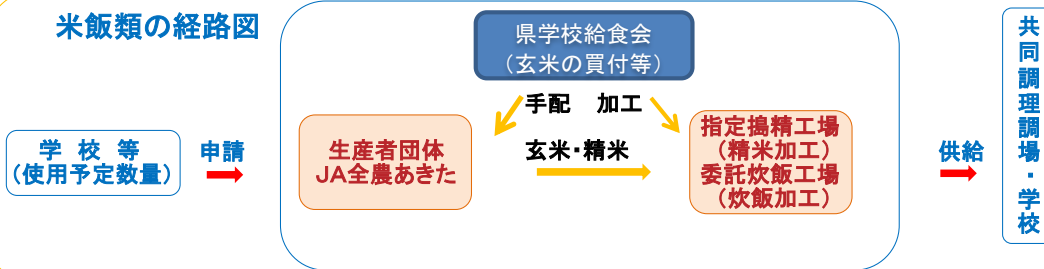 米飯類の経路図
県学校給食会
（玄米の買付等）
手配　加工
学 校 等
（使用予定数量）
申請
生産者団体
ＪＡ全農あきた
玄米・精米
指定搗精工場
（精米加工）
委託炊飯工場
（炊飯加工）
供給
共同調理調場・学校